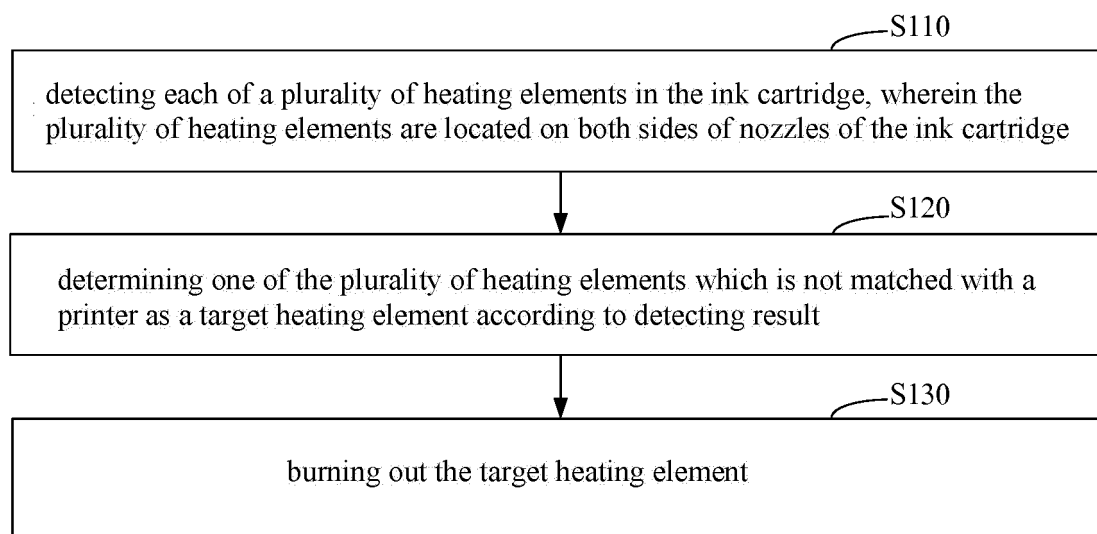 S110
detecting each of a plurality of heating elements in the ink cartridge, wherein the
plurality of heating elements are located on both sides of nozzles of the ink cartridge
S120
determining one of the plurality of heating elements which is not matched with a
printer as a target heating element according to detecting result
S130
burning out the target heating element